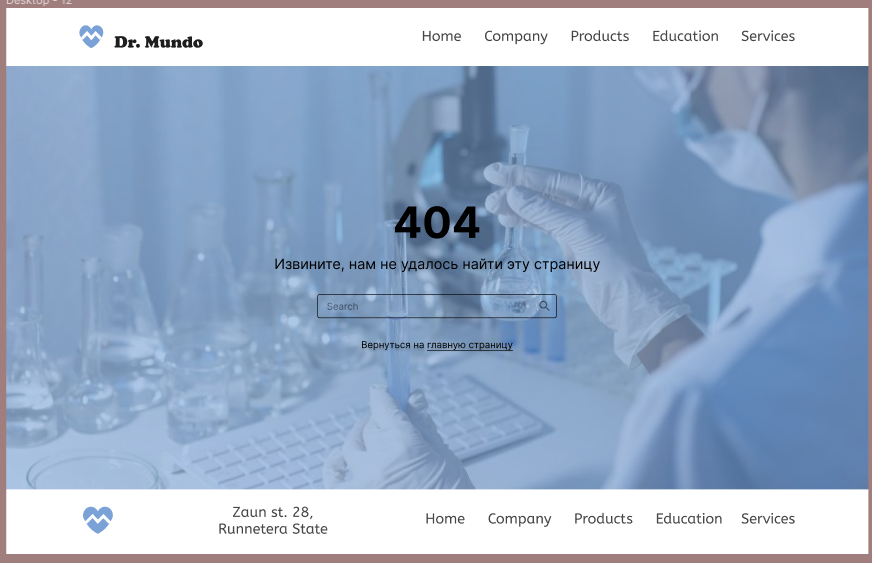 Desktop - 12
Dr. Mundo
Home Company Products Education Services
404
Извините, нам не удалось найти эту страницу
Search
Вернуться на главную страницу
Zaun st. 28,
Runnetera State
Home Company Products Education Services